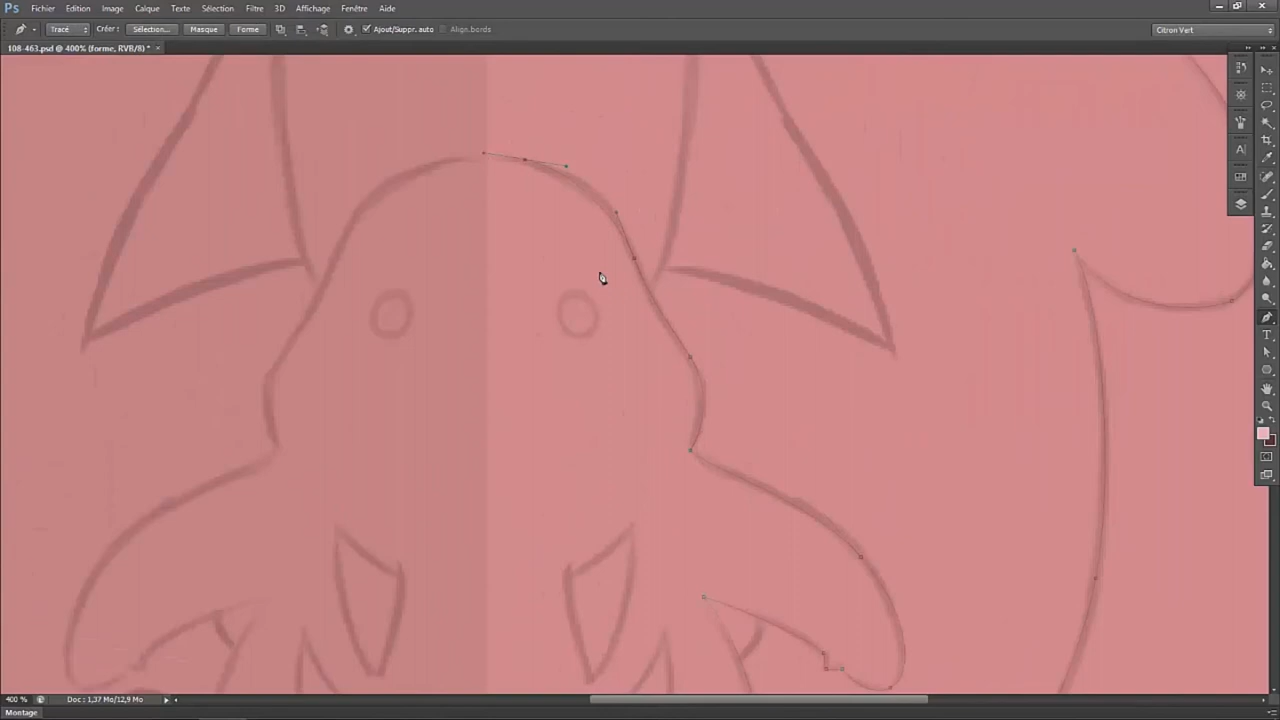 Ps Fichier Edition Image Calque Texte Sélection Filtre 3D Affichage Fenêtre Aide
Tracé Créer : Sélection... Masque Forme Ajout/Suppr. auto Align. bords Citron Vert
108-463.psd @ 400% (forme, RVB/8) * ×
400 % Doc : 1,37 Mo/12,9 Mo
Montage